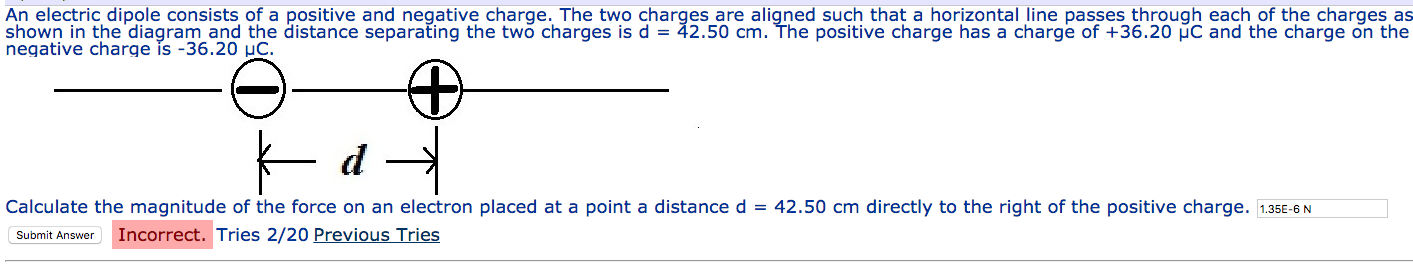 An electric dipole consists of a positive and negative charge. The two charges are aligned such that a horizontal line passes through each of the charges as
shown in the diagram and the distance separating the two charges is d = 42.50 cm. The positive charge has a charge of +36.20 µC and the charge on the
negative charge is -36.20 µC.
− +
d
Calculate the magnitude of the force on an electron placed at a point a distance d = 42.50 cm directly to the right of the positive charge. 1.35E-6 N
Submit Answer Incorrect. Tries 2/20 Previous Tries